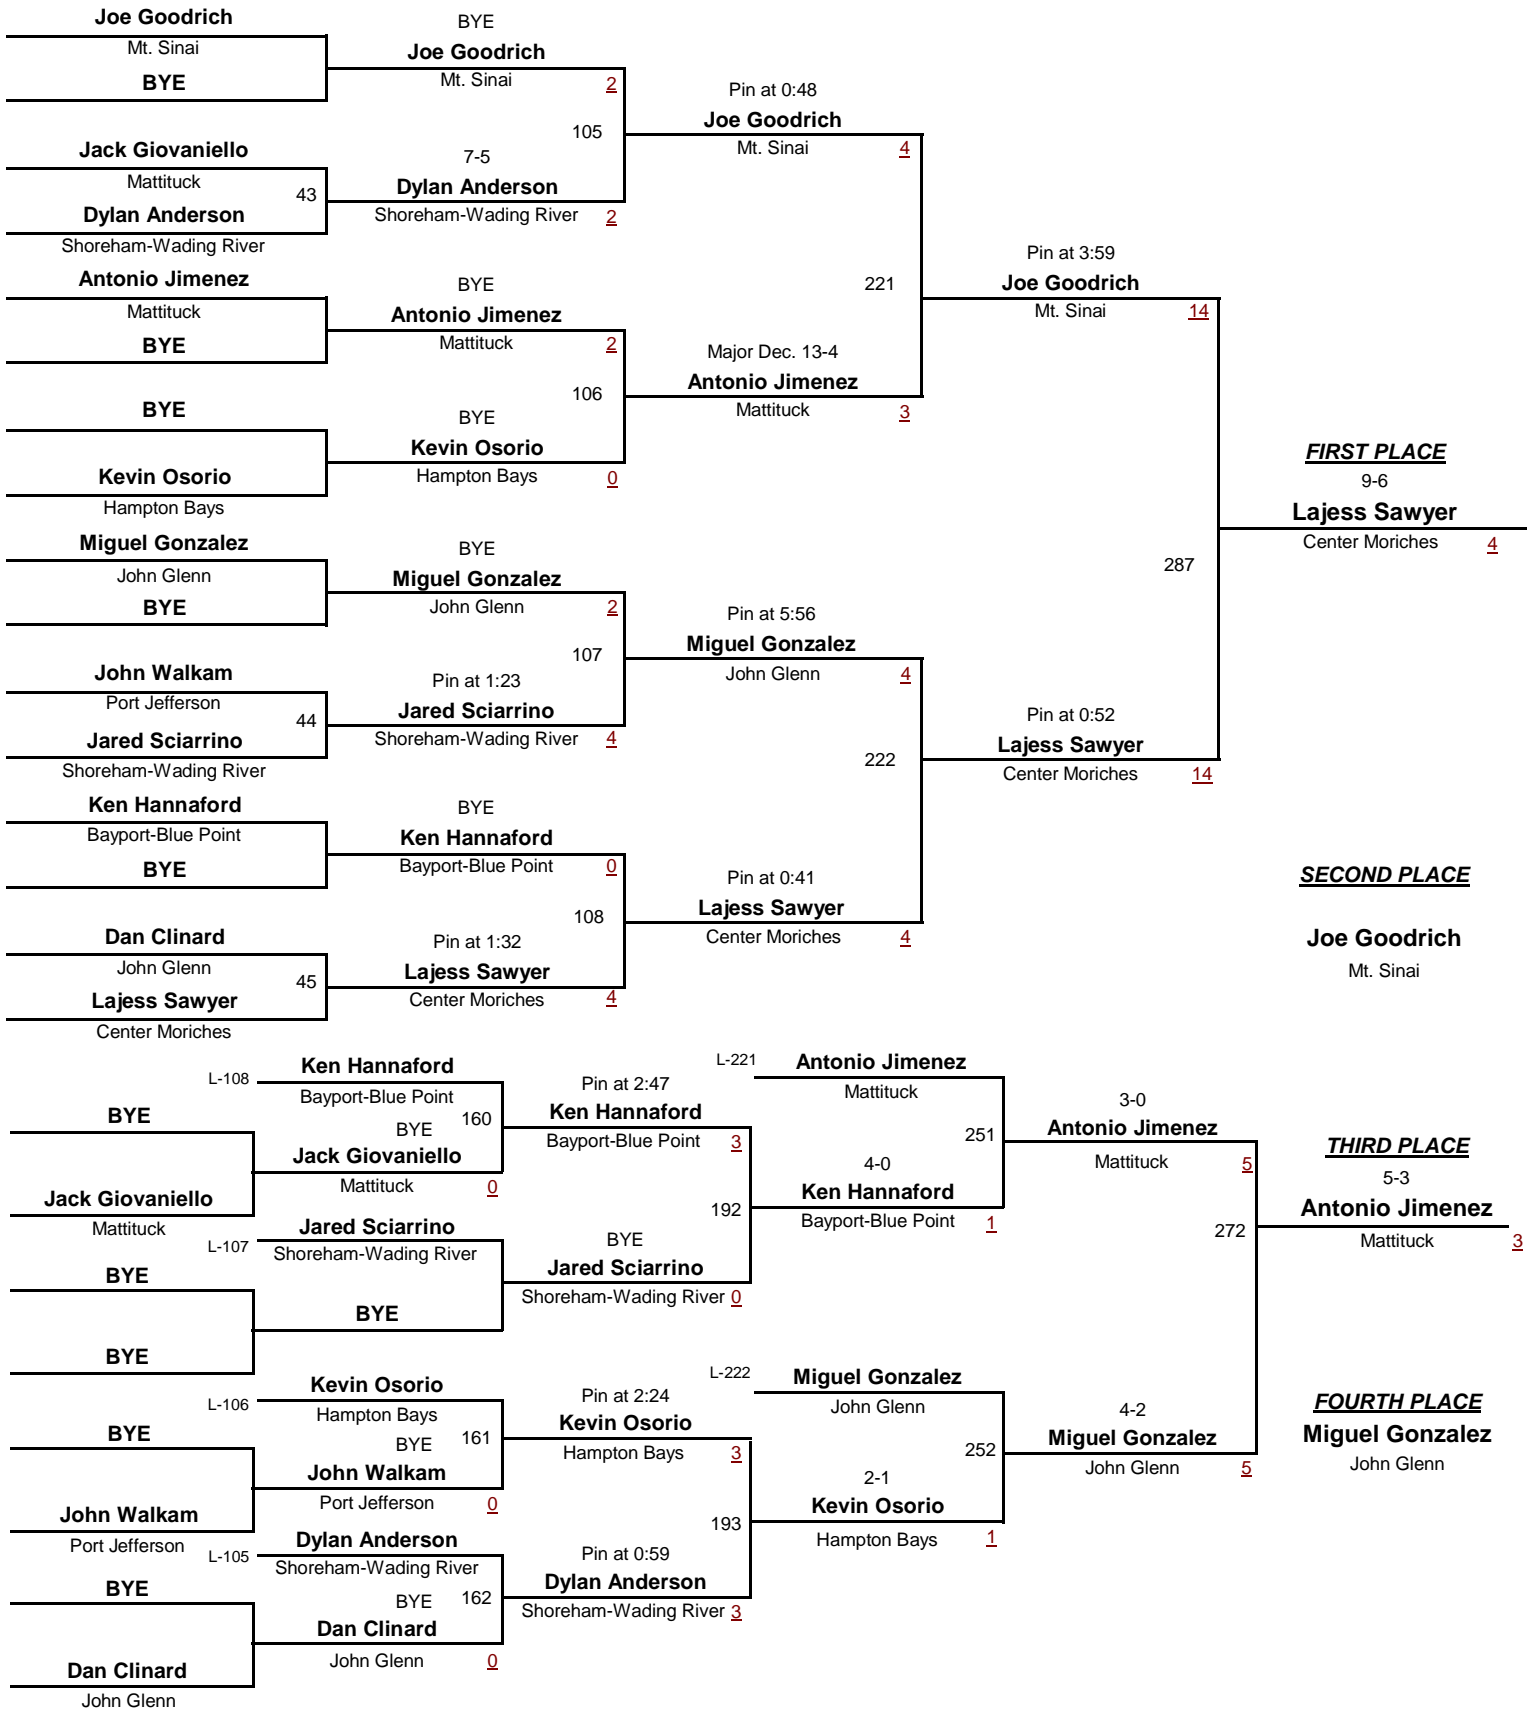 Joe Goodrich
Mt. Sinai
BYE
Jack Giovaniello
Mattituck
43
Dylan Anderson
Shoreham-Wading River
Antonio Jimenez
Mattituck
BYE
BYE
Kevin Osorio
Hampton Bays
Miguel Gonzalez
John Glenn
BYE
John Walkam
Port Jefferson
44
Jared Sciarrino
Shoreham-Wading River
Ken Hannaford
Bayport-Blue Point
BYE
Dan Clinard
John Glenn
45
Lajess Sawyer
Center Moriches
BYE
Joe Goodrich
Mt. Sinai 2
105
7-5
Dylan Anderson
Shoreham-Wading River 2
BYE
Antonio Jimenez
Mattituck 2
106
BYE
Kevin Osorio
Hampton Bays 0
BYE
Miguel Gonzalez
John Glenn 2
107
Pin at 1:23
Jared Sciarrino
Shoreham-Wading River 4
BYE
Ken Hannaford
Bayport-Blue Point 0
108
Pin at 1:32
Lajess Sawyer
Center Moriches 4
Pin at 0:48
Joe Goodrich
Mt. Sinai 4
221
Major Dec. 13-4
Antonio Jimenez
Mattituck 3
Pin at 5:56
Miguel Gonzalez
John Glenn 4
222
Pin at 0:41
Lajess Sawyer
Center Moriches 4
Pin at 3:59
Joe Goodrich
Mt. Sinai 14
287
Pin at 0:52
Lajess Sawyer
Center Moriches 14
FIRST PLACE
9-6
Lajess Sawyer
Center Moriches 4
SECOND PLACE
Joe Goodrich
Mt. Sinai
BYE
Jack Giovaniello
Mattituck
BYE
BYE
BYE
John Walkam
Port Jefferson
BYE
Dan Clinard
John Glenn
L-108
Ken Hannaford
Bayport-Blue Point
160
BYE
Jack Giovaniello
Mattituck 0
L-107
Jared Sciarrino
Shoreham-Wading River
BYE
L-106
Kevin Osorio
Hampton Bays
161
BYE
John Walkam
Port Jefferson 0
L-105
Dylan Anderson
Shoreham-Wading River
162
BYE
Dan Clinard
John Glenn 0
Pin at 2:47
Ken Hannaford
Bayport-Blue Point 3
192
BYE
Jared Sciarrino
Shoreham-Wading River 0
Pin at 2:24
Kevin Osorio
Hampton Bays 3
193
Pin at 0:59
Dylan Anderson
Shoreham-Wading River 3
L-221
Antonio Jimenez
Mattituck
251
4-0
Ken Hannaford
Bayport-Blue Point 1
L-222
Miguel Gonzalez
John Glenn
252
2-1
Kevin Osorio
Hampton Bays 1
3-0
Antonio Jimenez
Mattituck 5
272
4-2
Miguel Gonzalez
John Glenn 5
THIRD PLACE
5-3
Antonio Jimenez
Mattituck 3
FOURTH PLACE
Miguel Gonzalez
John Glenn